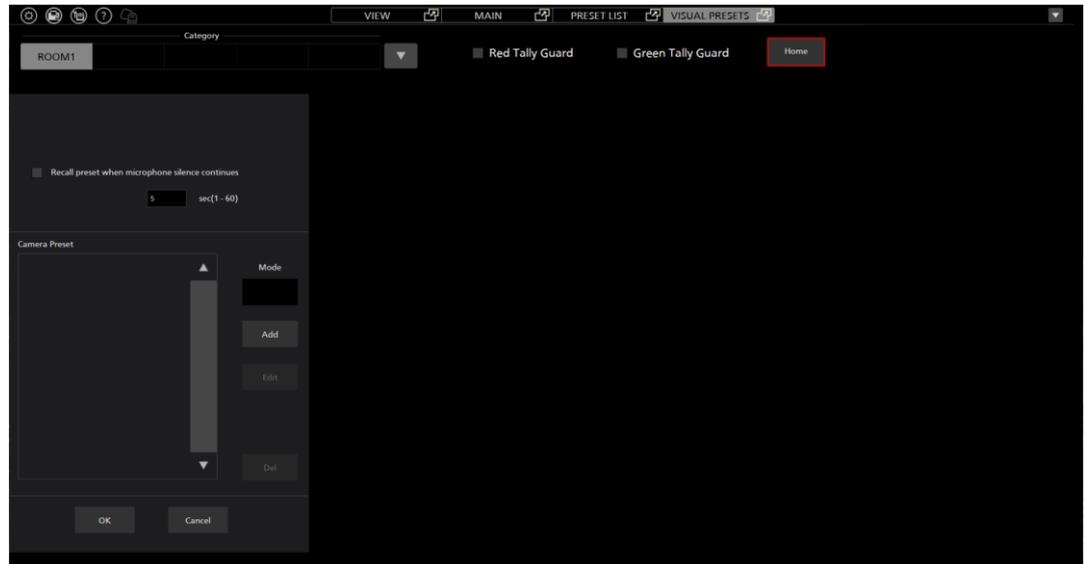 VIEW MAIN PRESET LIST VISUAL PRESETS
Category
ROOM1 Red Tally Guard Green Tally Guard Home
Recall preset when microphone silence continues
5 sec(1 - 60)
Camera Preset
Mode
Add
Edit
Del
OK Cancel